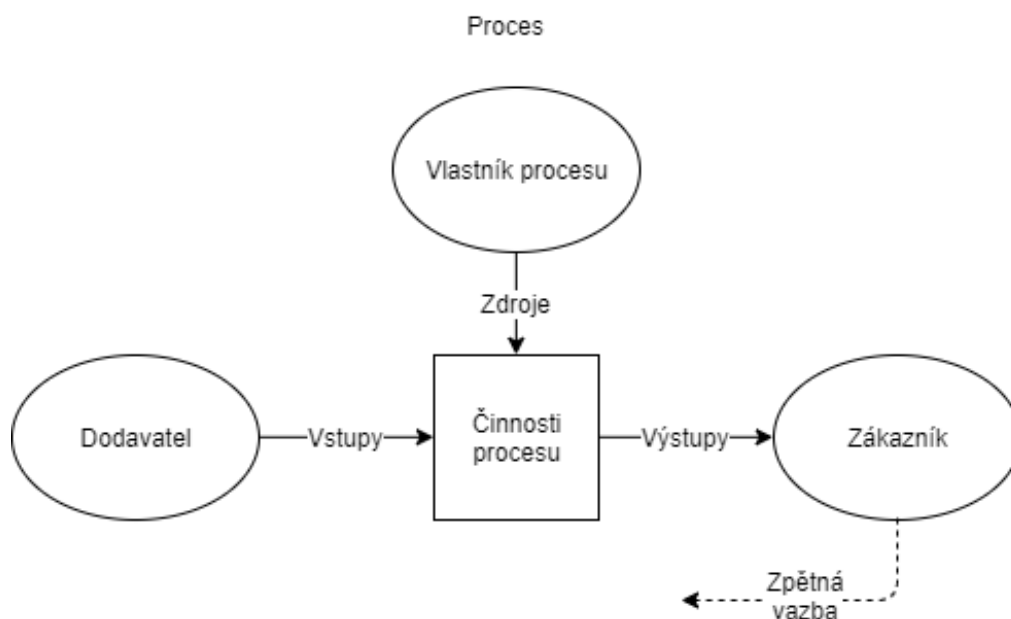 Proces
Vlastník procesu
Zdroje
Dodavatel
Vstupy
Činnosti
procesu
Výstupy
Zákazník
Zpětná
vazba